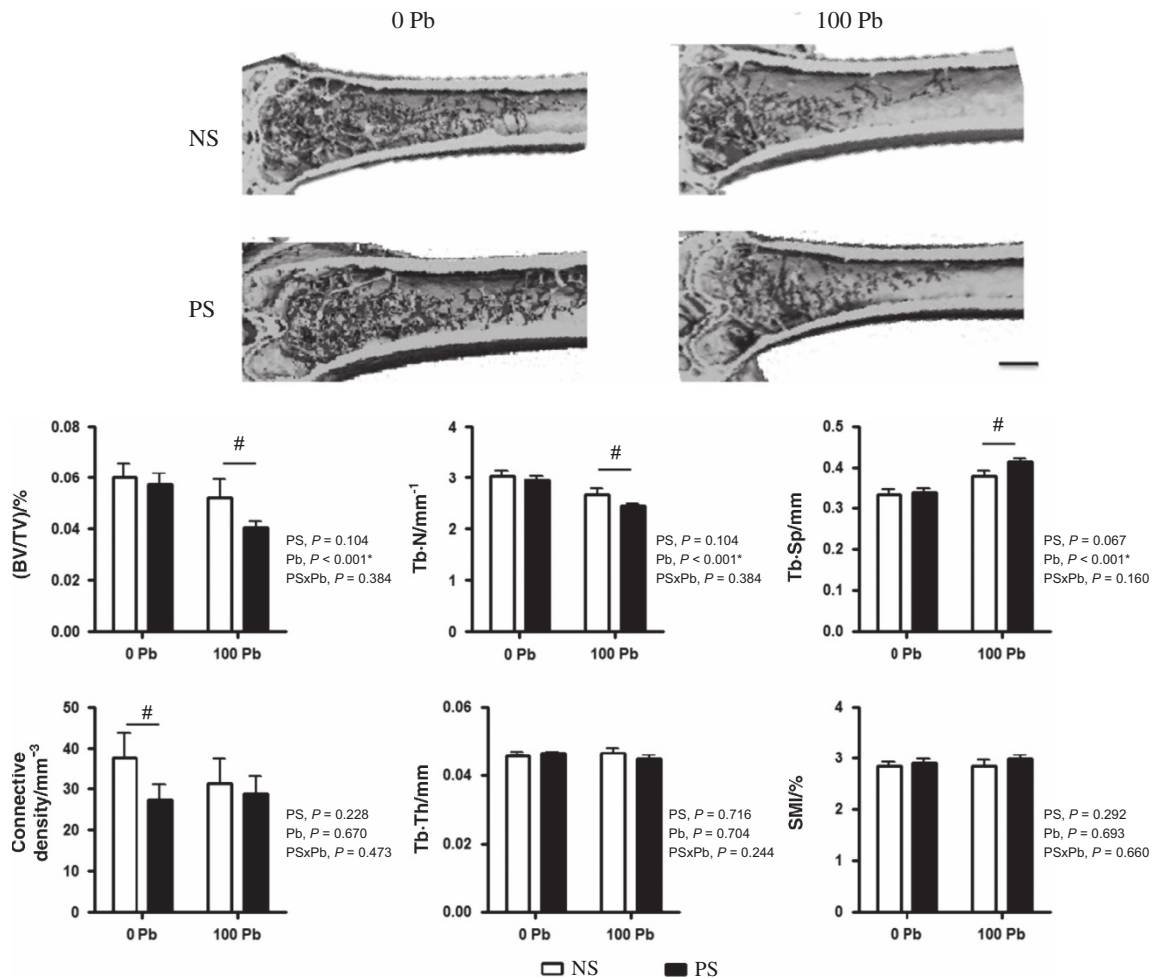 0 Pb 100 Pb
NS
PS
(BV/TV)/%
0.08
0.06
0.04
0.02
0.00
#
0 Pb 100 Pb
PS, P = 0.104
Pb, P < 0.001*
PSxPb, P = 0.384
Tb·N/mm⁻¹
4
3
2
1
0
#
0 Pb 100 Pb
PS, P = 0.104
Pb, P < 0.001*
PSxPb, P = 0.384
Tb·Sp/mm
0.5
0.4
0.3
0.2
0.1
0.0
#
0 Pb 100 Pb
PS, P = 0.067
Pb, P < 0.001*
PSxPb, P = 0.160
Connective
density/mm⁻³
50
40
30
20
10
0
#
0 Pb 100 Pb
PS, P = 0.228
Pb, P = 0.670
PSxPb, P = 0.473
Tb·Th/mm
0.06
0.04
0.02
0.00
0 Pb 100 Pb
PS, P = 0.716
Pb, P = 0.704
PSxPb, P = 0.244
SMI/%
4
3
2
1
0
0 Pb 100 Pb
PS, P = 0.292
Pb, P = 0.693
PSxPb, P = 0.660
NS PS